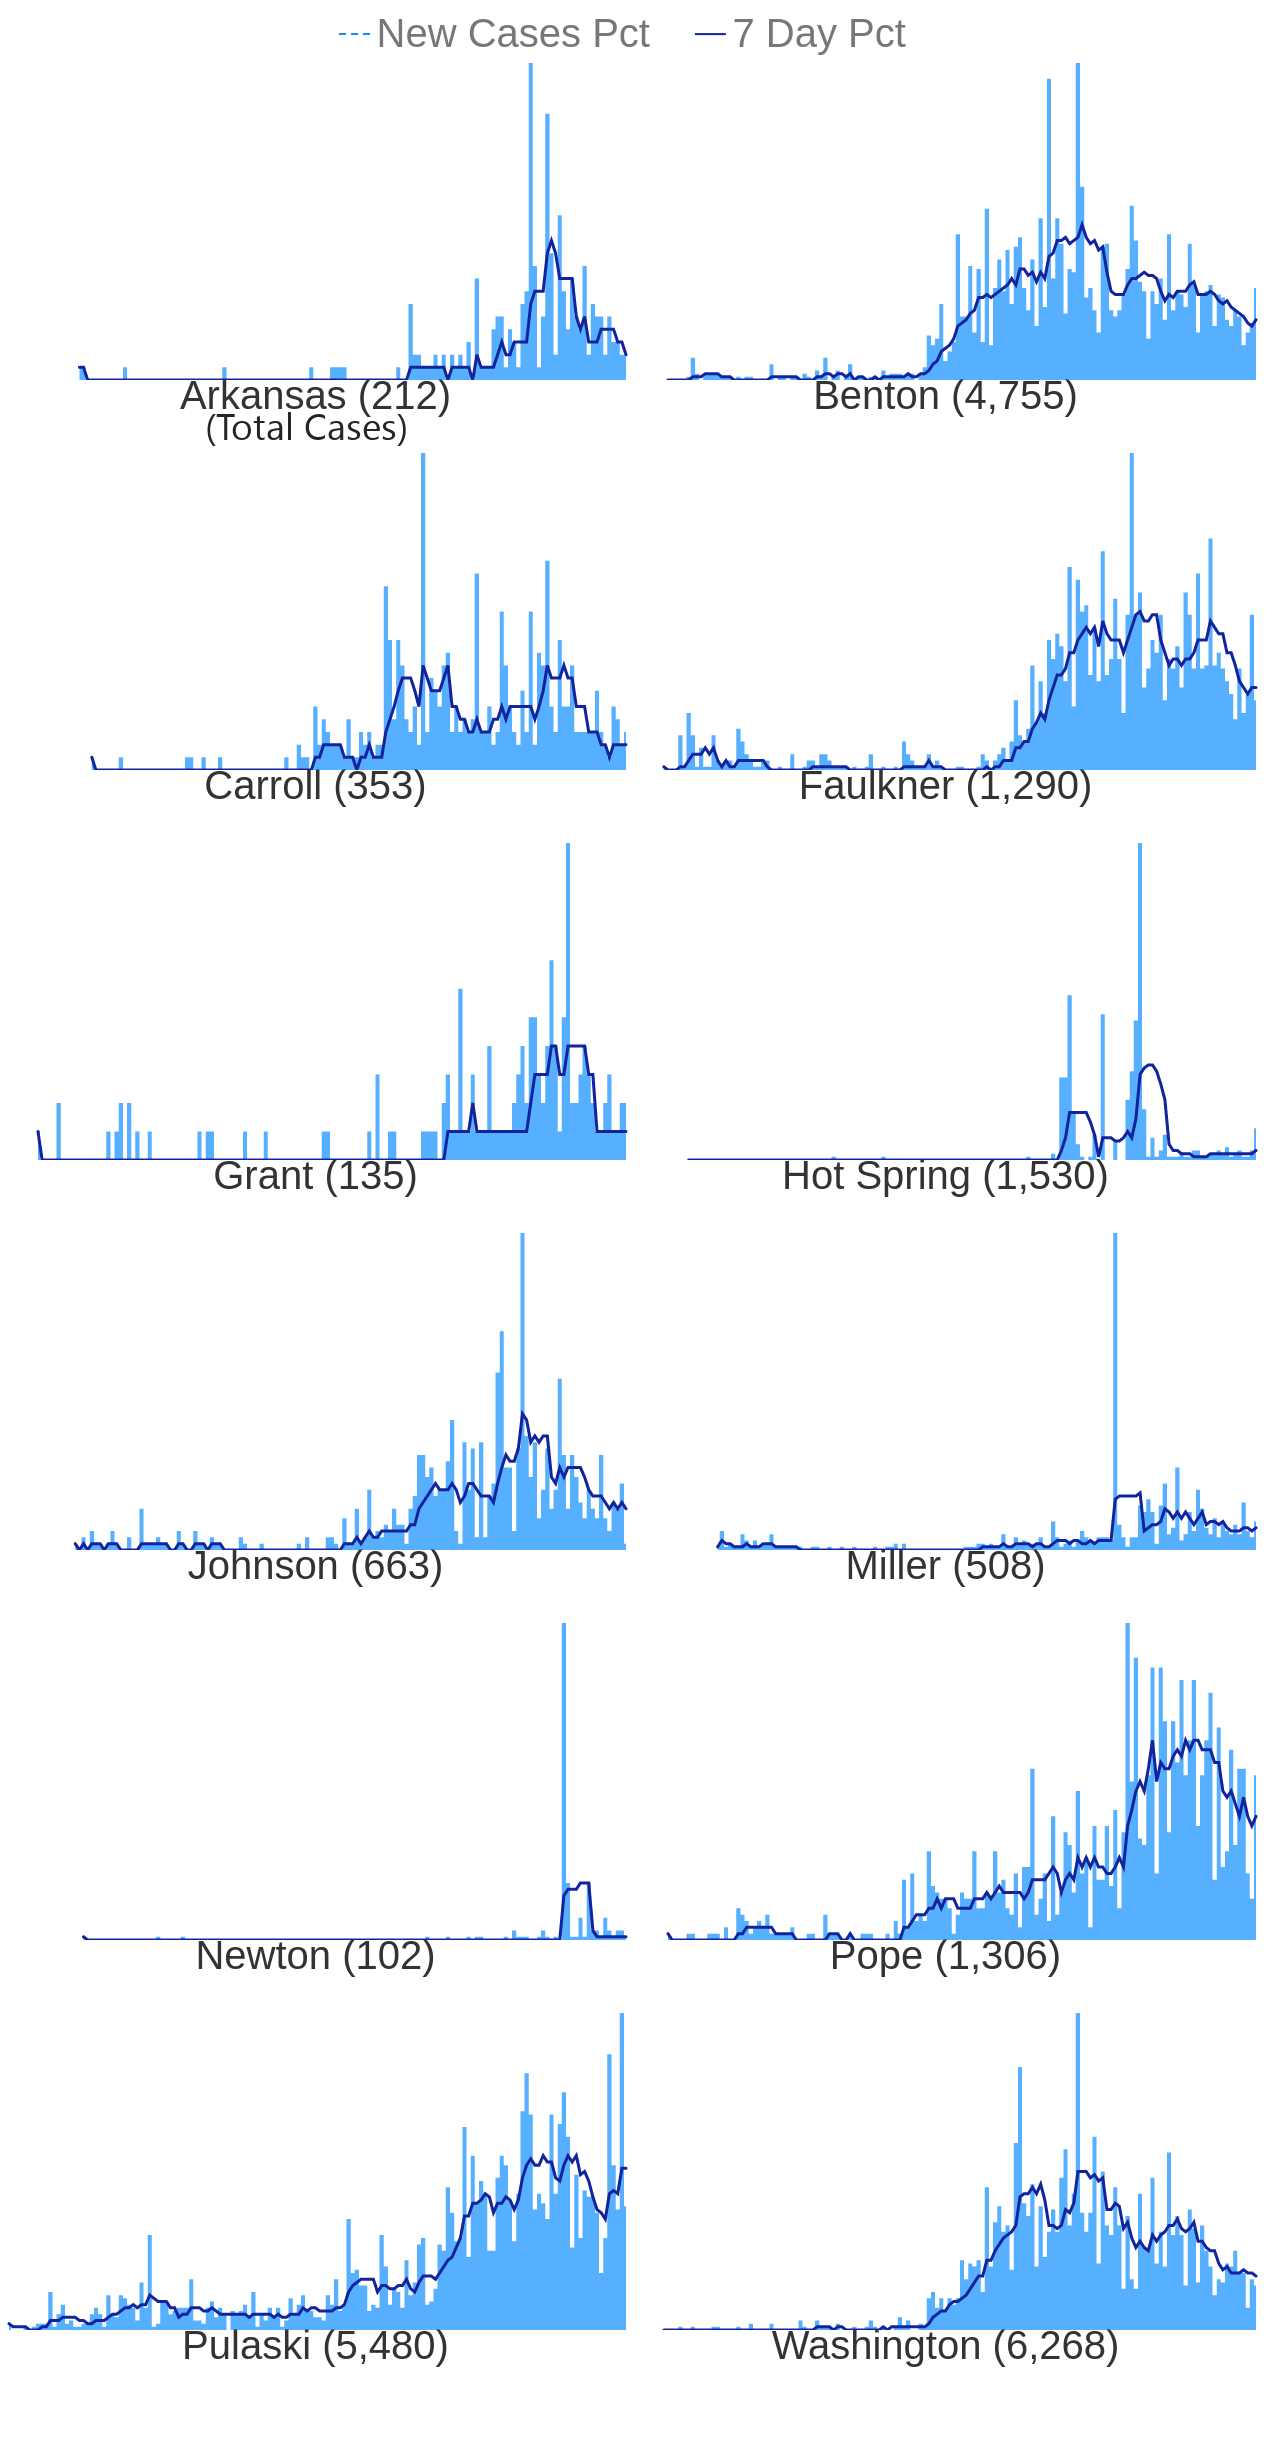 New Cases Pct 7 Day Pct
Arkansas (212) Benton (4,755)
(Total Cases)
Carroll (353) Faulkner (1,290)
Grant (135) Hot Spring (1,530)
Johnson (663) Miller (508)
Newton (102) Pope (1,306)
Pulaski (5,480) Washington (6,268)